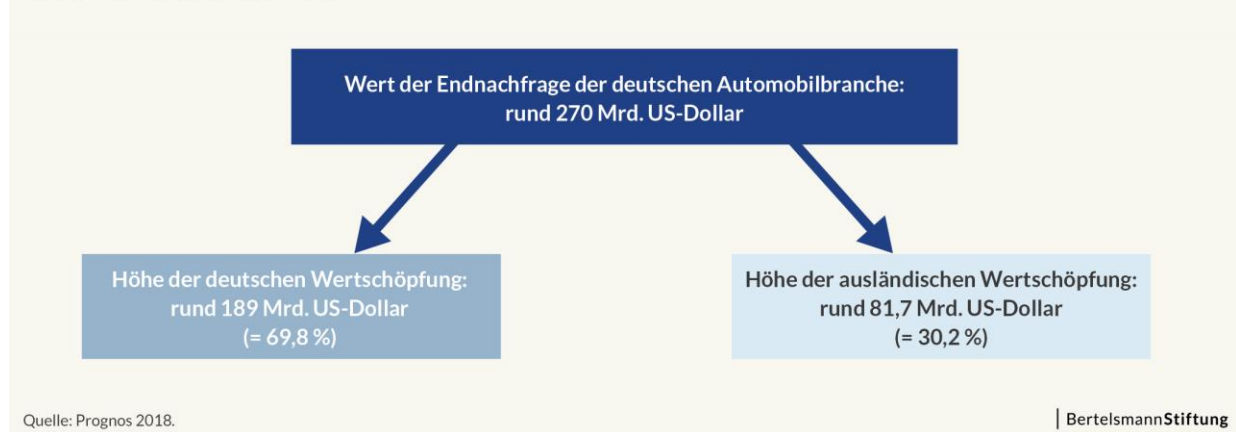 Wert der Endnachfrage der deutschen Automobilbranche:
rund 270 Mrd. US-Dollar
Höhe der deutschen Wertschöpfung:
rund 189 Mrd. US-Dollar
(= 69,8 %)
Höhe der ausländischen Wertschöpfung:
rund 81,7 Mrd. US-Dollar
(= 30,2 %)
Quelle: Prognos 2018.
BertelsmannStiftung